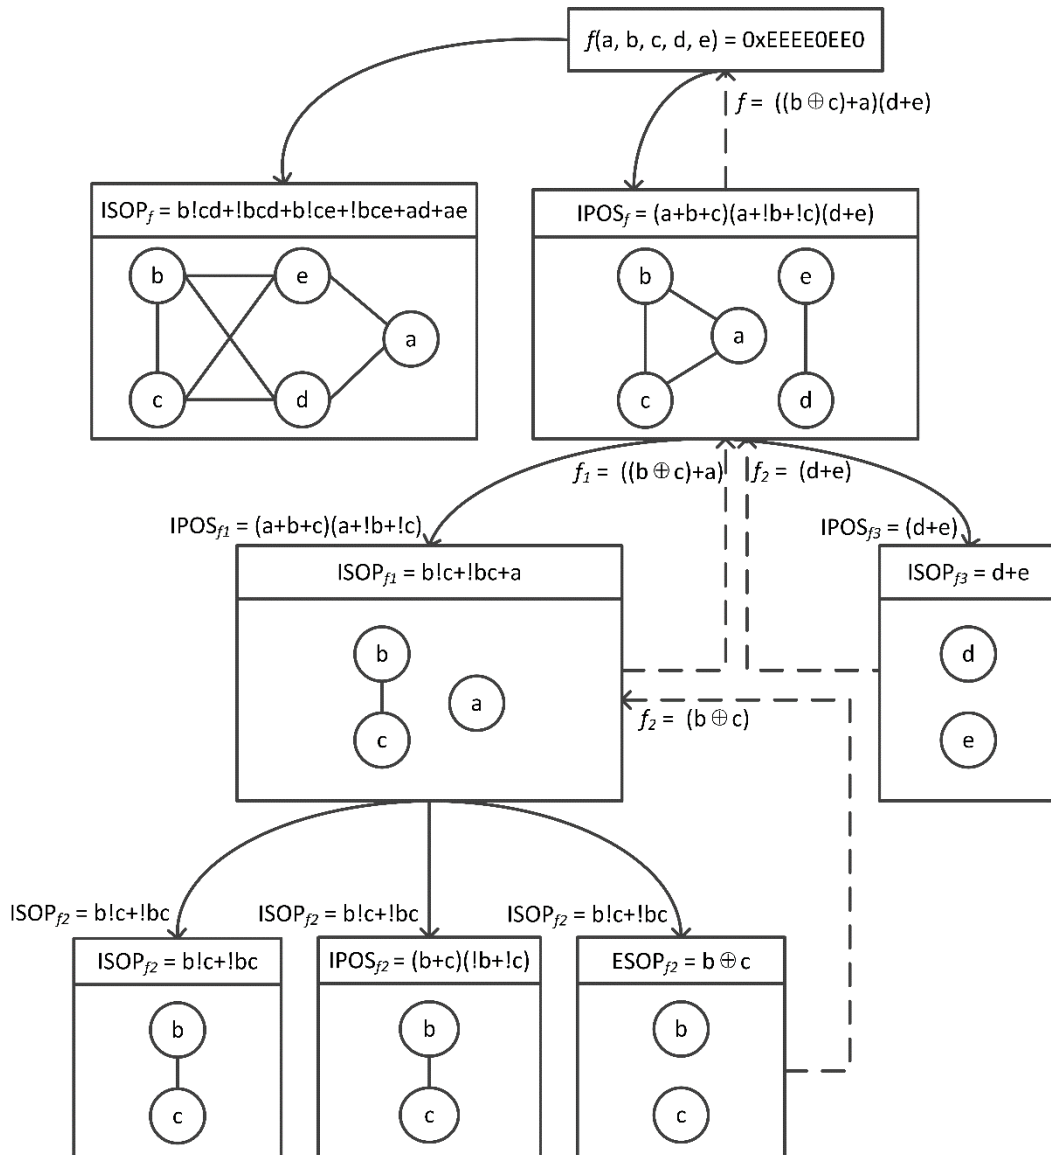 f(a, b, c, d, e) = 0xEEEE0EE0
f = ((b ⊕ c)+a)(d+e)
ISOPf = b!cd+!bcd+b!ce+!bce+ad+ae
b
e
a
c
d
IPOSf = (a+b+c)(a+!b+!c)(d+e)
b
e
a
c
d
f1 = ((b ⊕ c)+a)
f2 = (d+e)
IPOSf1 = (a+b+c)(a+!b+!c)
ISOPf1 = b!c+!bc+a
b
a
c
IPOSf3 = (d+e)
ISOPf3 = d+e
d
e
f2 = (b ⊕ c)
ISOPf2 = b!c+!bc
ISOPf2 = b!c+!bc
b
c
ISOPf2 = b!c+!bc
IPOSf2 = (b+c)(!b+!c)
b
c
ISOPf2 = b!c+!bc
ESOPf2 = b ⊕ c
b
c